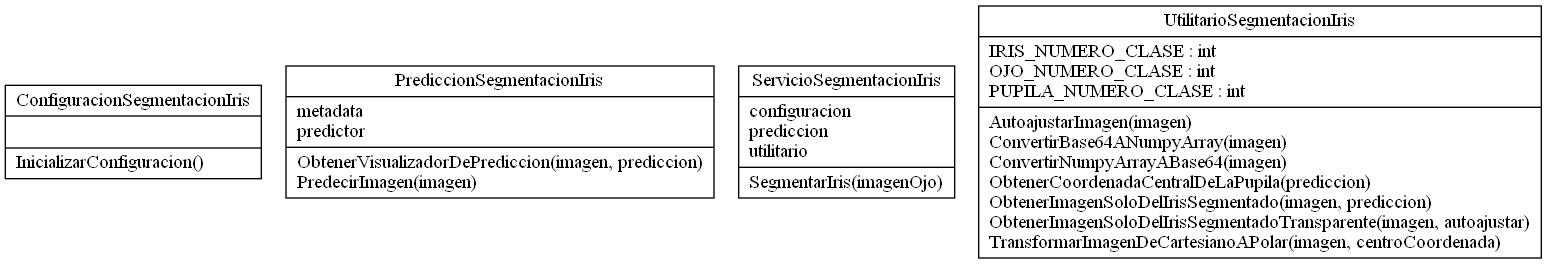 ConfiguracionSegmentacionIris
InicializarConfiguracion()
PrediccionSegmentacionIris
metadata
predictor
ObtenerVisualizadorDePrediccion(imagen, prediccion)
PredecirImagen(imagen)
ServicioSegmentacionIris
configuracion
prediccion
utilitario
SegmentarIris(imagenOjo)
UtilitarioSegmentacionIris
IRIS_NUMERO_CLASE : int
OJO_NUMERO_CLASE : int
PUPILA_NUMERO_CLASE : int
AutoajustarImagen(imagen)
ConvertirBase64ANumpyArray(imagen)
ConvertirNumpyArrayABase64(imagen)
ObtenerCoordenadaCentralDeLaPupila(prediccion)
ObtenerImagenSoloDelIrisSegmentado(imagen, prediccion)
ObtenerImagenSoloDelIrisSegmentadoTransparente(imagen, autoajustar)
TransformarImagenDeCartesianoAPolar(imagen, centroCoordenada)